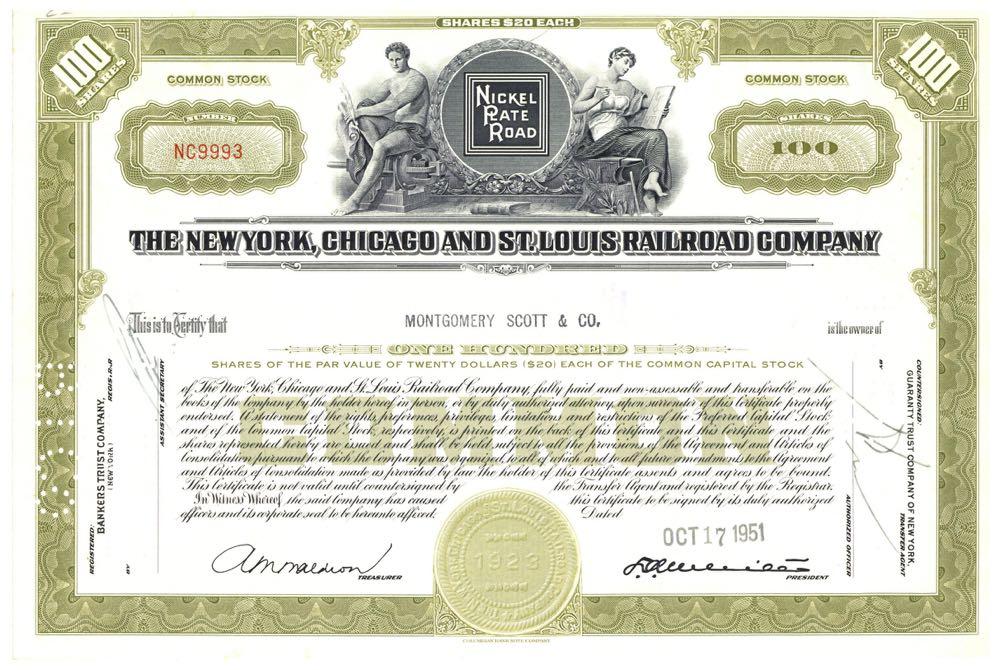 SHARES $20 EACH
100 SHARES
100 SHARES
COMMON STOCK
COMMON STOCK
NUMBER
NC9993
NICKEL
PLATE
ROAD
SHARES
100
THE NEW YORK, CHICAGO AND ST. LOUIS RAILROAD COMPANY
This is to Certify that
MONTGOMERY SCOTT & CO.
is the owner of
ONE HUNDRED
SHARES OF THE PAR VALUE OF TWENTY DOLLARS ($20) EACH OF THE COMMON CAPITAL STOCK
COMMON
of The New York, Chicago and St. Louis Railroad Company, fully paid and non-assessable and transferable on the
books of the Company by the holder hereof in person or by duly authorized attorney, upon surrender of this Certificate properly
endorsed. A statement of the rights, preferences, privileges, limitations and restrictions of the Preferred Capital Stock
and of the Common Capital Stock, respectively, is printed on the back of this Certificate and this Certificate and the
shares represented hereby are issued and shall be held subject to all the provisions of the Agreement and Articles of
Consolidation pursuant to which the Company was organized, to all of which and to all future amendments to the Agreement
and Articles of Consolidation made as provided by law the holder of this Certificate assents and agrees to be bound.
This Certificate is not valid until countersigned by the Transfer Agent and registered by the Registrar.
In Witness Whereof the said Company has caused this Certificate to be signed by its duly authorized
officers and its corporate seal to be hereunto affixed. Dated
OCT 17 1951
TREASURER
PRESIDENT
1923
REGISTERED:
BANKERS TRUST COMPANY,
(NEW YORK)
REGISTRAR
BY
ASSISTANT SECRETARY
COUNTERSIGNED:
GUARANTY TRUST COMPANY OF NEW YORK,
TRANSFER AGENT
BY
AUTHORIZED OFFICER
COLUMBIAN BANK NOTE COMPANY